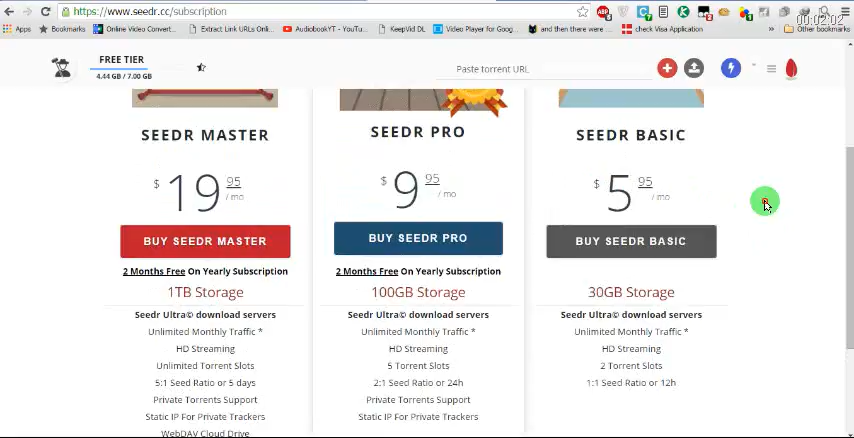 https://www.seedr.cc/subscription
00:02:02
Apps Bookmarks Online Video Convert... Extract Link URLs Onli... AudiobookYT - YouTu... KeepVid DL Video Player for Goog... and then there were ... check Visa Application » Other bookmarks
FREE TIER
4.44 GB / 7.00 GB
Paste torrent URL
SEEDR MASTER
$ 19 95 / mo
BUY SEEDR MASTER
2 Months Free On Yearly Subscription
1TB Storage
Seedr Ultra© download servers
Unlimited Monthly Traffic *
HD Streaming
Unlimited Torrent Slots
5:1 Seed Ratio or 5 days
Private Torrents Support
Static IP For Private Trackers
WebDAV Cloud Drive
SEEDR PRO
$ 9 95 / mo
BUY SEEDR PRO
2 Months Free On Yearly Subscription
100GB Storage
Seedr Ultra© download servers
Unlimited Monthly Traffic *
HD Streaming
5 Torrent Slots
2:1 Seed Ratio or 24h
Private Torrents Support
Static IP For Private Trackers
SEEDR BASIC
$ 5 95 / mo
BUY SEEDR BASIC
30GB Storage
Seedr Ultra© download servers
Unlimited Monthly Traffic *
HD Streaming
2 Torrent Slots
1:1 Seed Ratio or 12h